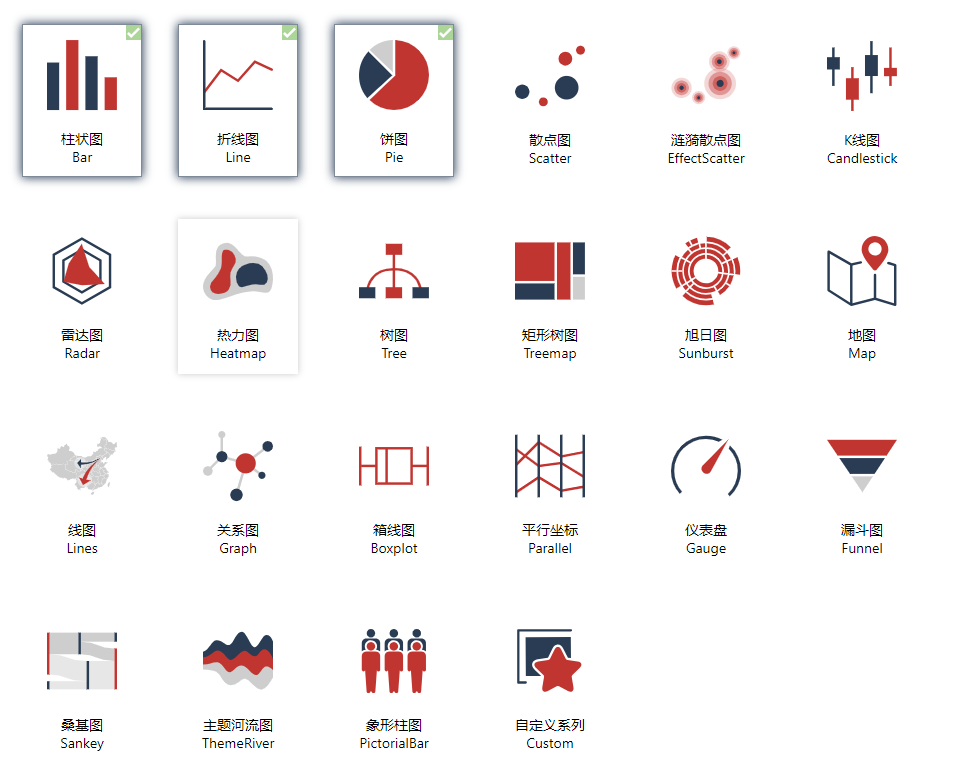 柱状图
Bar
折线图
Line
饼图
Pie
散点图
Scatter
涟漪散点图
EffectScatter
K线图
Candlestick
雷达图
Radar
热力图
Heatmap
树图
Tree
矩形树图
Treemap
旭日图
Sunburst
地图
Map
线图
Lines
关系图
Graph
箱线图
Boxplot
平行坐标
Parallel
仪表盘
Gauge
漏斗图
Funnel
桑基图
Sankey
主题河流图
ThemeRiver
象形柱图
PictorialBar
自定义系列
Custom